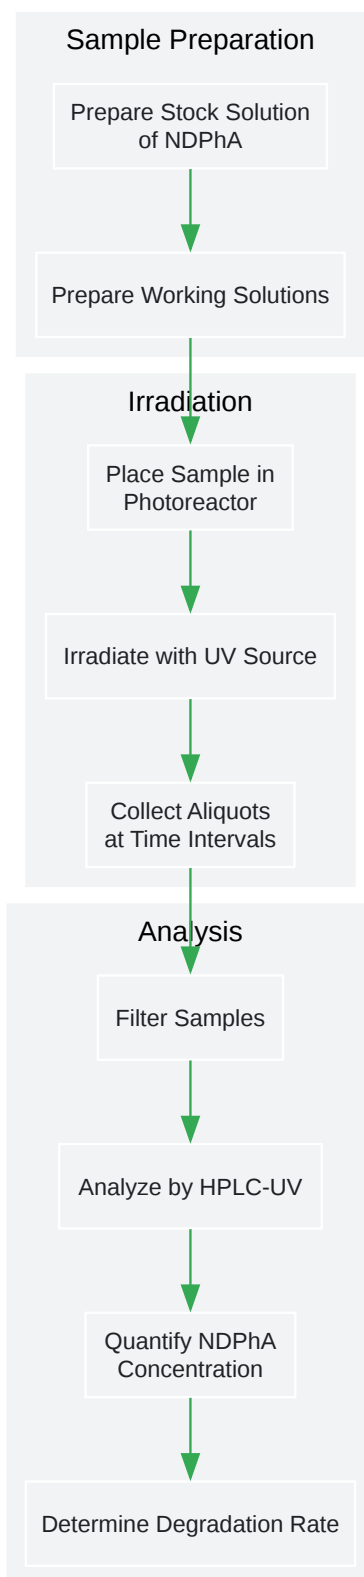 Sample Preparation
Prepare Stock Solution
of NDPhA
Prepare Working Solutions
Irradiation
Place Sample in
Photoreactor
Irradiate with UV Source
Collect Aliquots
at Time Intervals
Analysis
Filter Samples
Analyze by HPLC-UV
Quantify NDPhA
Concentration
Determine Degradation Rate